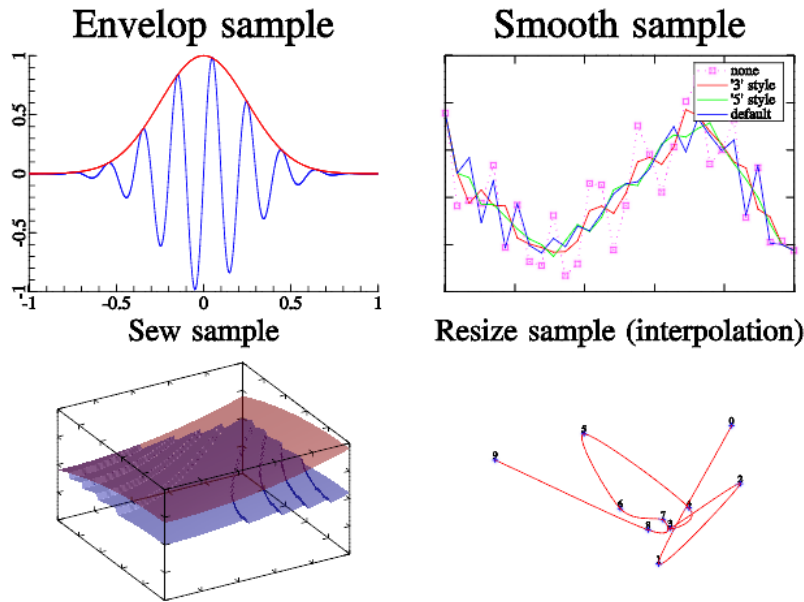 Envelop sample
Smooth sample
1
0.5
0
-0.5
-1
-1
-0.5
0
0.5
1
none
'3' style
'5' style
default
Sew sample
Resize sample (interpolation)
0
1
2
3
4
5
6
7
8
9